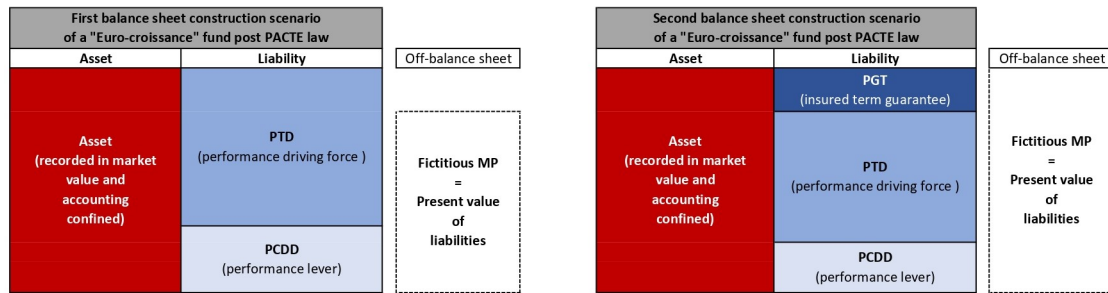 First balance sheet construction scenario
of a "Euro-croissance" fund post PACTE law
Asset
Liability
Off-balance sheet
Asset
(recorded in market
value and
accounting
confined)
PTD
(performance driving force )
PCDD
(performance lever)
Fictitious MP
=
Present value
of
liabilities
Second balance sheet construction scenario
of a "Euro-croissance" fund post PACTE law
Asset
Liability
Off-balance sheet
Asset
(recorded in market
value and
accounting
confined)
PGT
(insured term guarantee)
PTD
(performance driving force )
PCDD
(performance lever)
Fictitious MP
=
Present value
of
liabilities